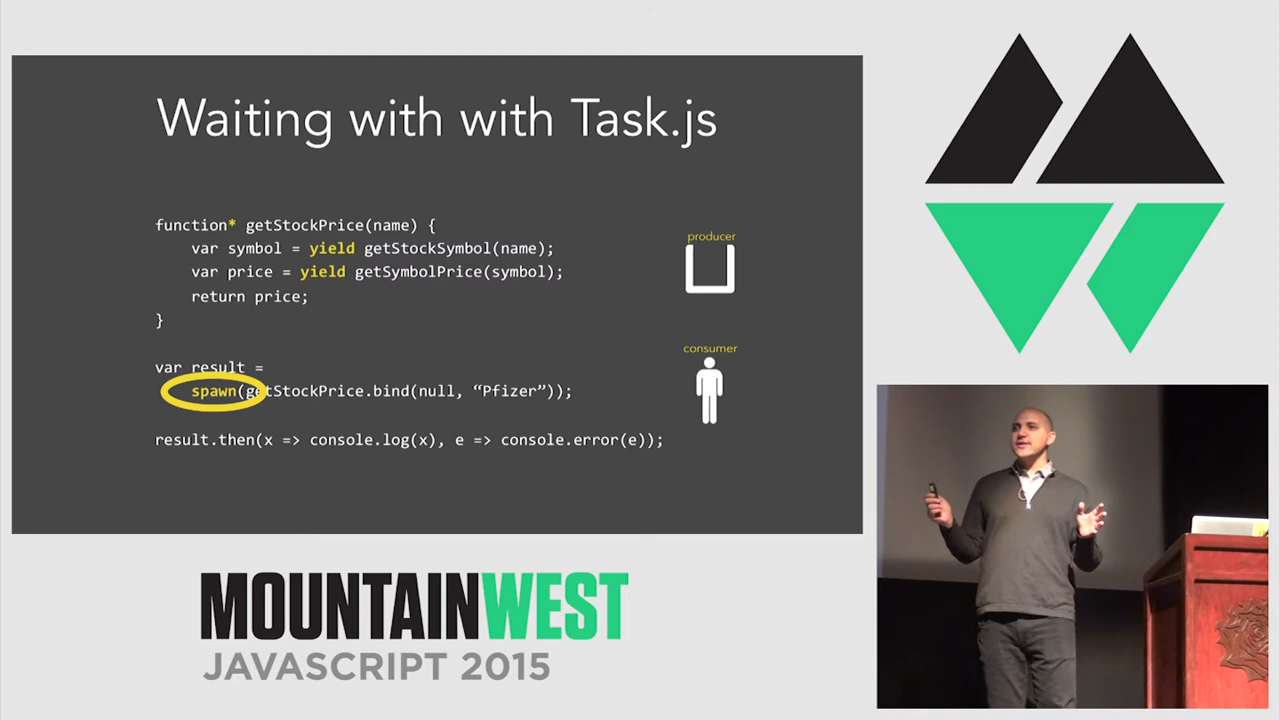 Waiting with with Task.js
function* getStockPrice(name) {
var symbol = yield getStockSymbol(name);
var price = yield getSymbolPrice(symbol);
return price;
}
var result =
spawn(getStockPrice.bind(null, “Pfizer”));
result.then(x => console.log(x), e => console.error(e));
producer
consumer
MOUNTAINWEST
JAVASCRIPT 2015